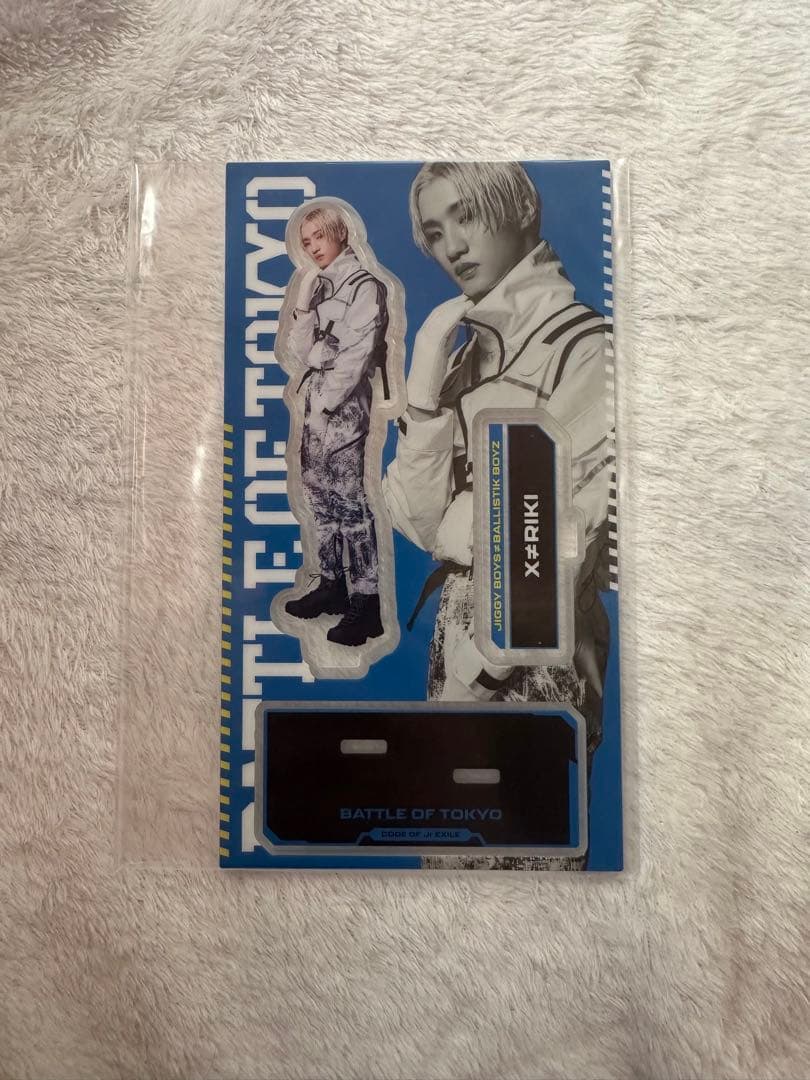 BATTLE OF TOKYO
JIGGY BOYS≠BALLISTIK BOYZ
X≠RIKI
BATTLE OF TOKYO
CODE OF Jr.EXILE